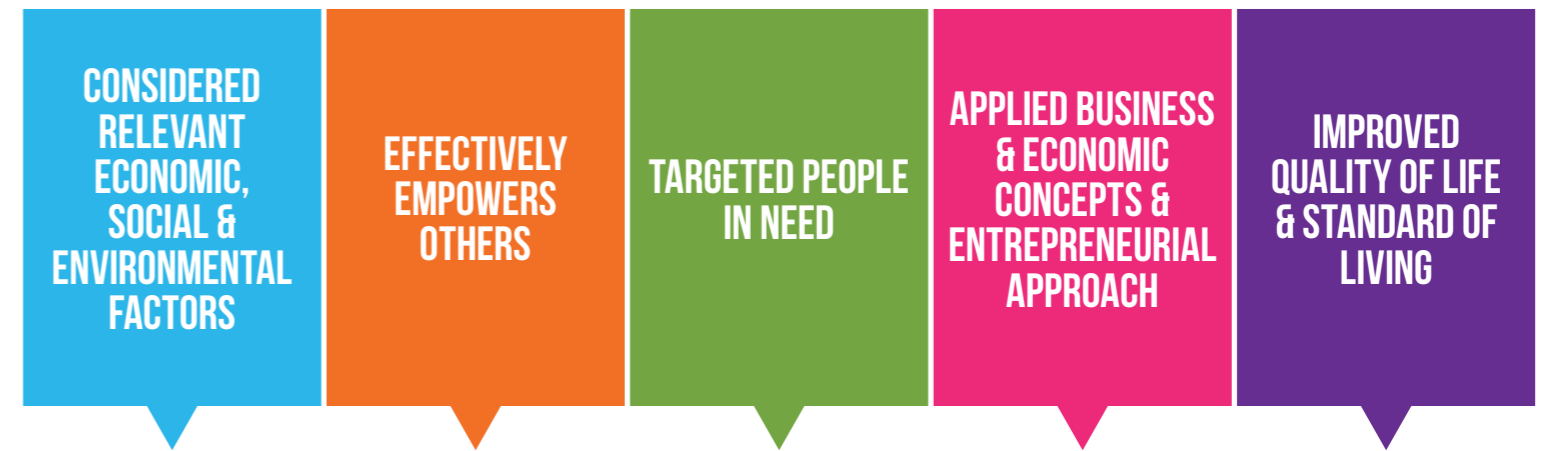 CONSIDERED
RELEVANT
ECONOMIC,
SOCIAL &
ENVIRONMENTAL
FACTORS
EFFECTIVELY
EMPOWERS
OTHERS
TARGETED PEOPLE
IN NEED
APPLIED BUSINESS
& ECONOMIC
CONCEPTS &
ENTREPRENEURIAL
APPROACH
IMPROVED
QUALITY OF LIFE
& STANDARD OF
LIVING